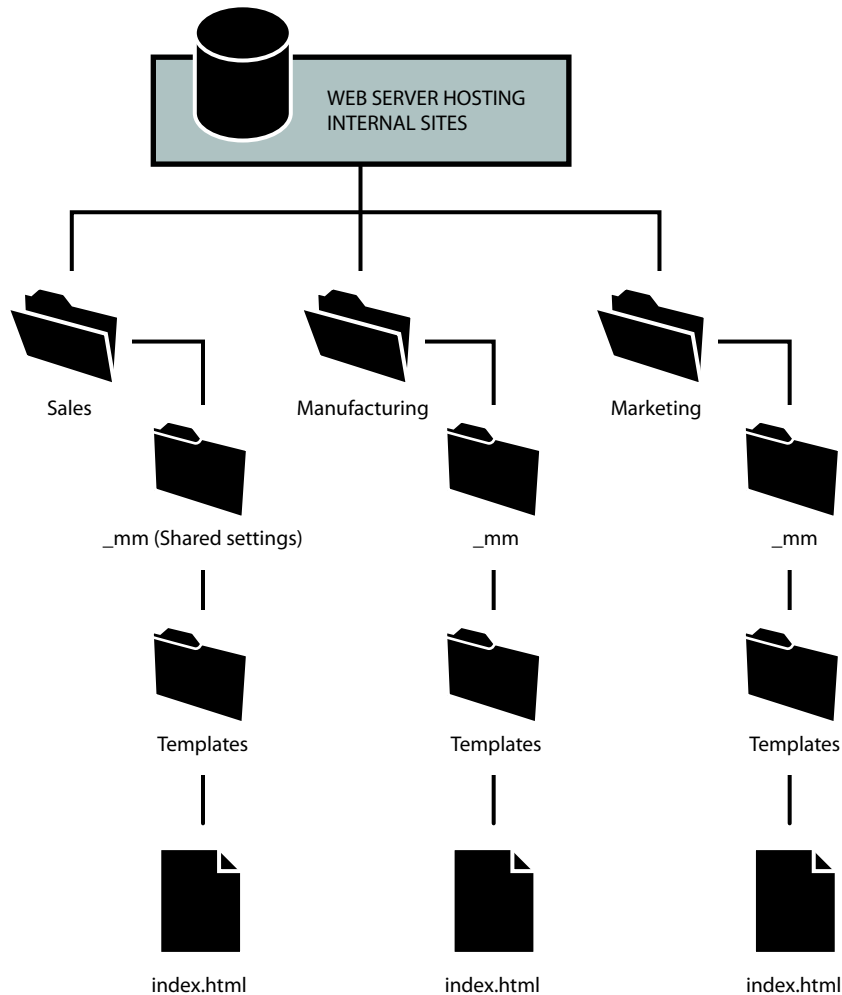 WEB SERVER HOSTING
INTERNAL SITES
Sales
Manufacturing
Marketing
_mm (Shared settings)
_mm
_mm
Templates
Templates
Templates
index.html
index.html
index.html